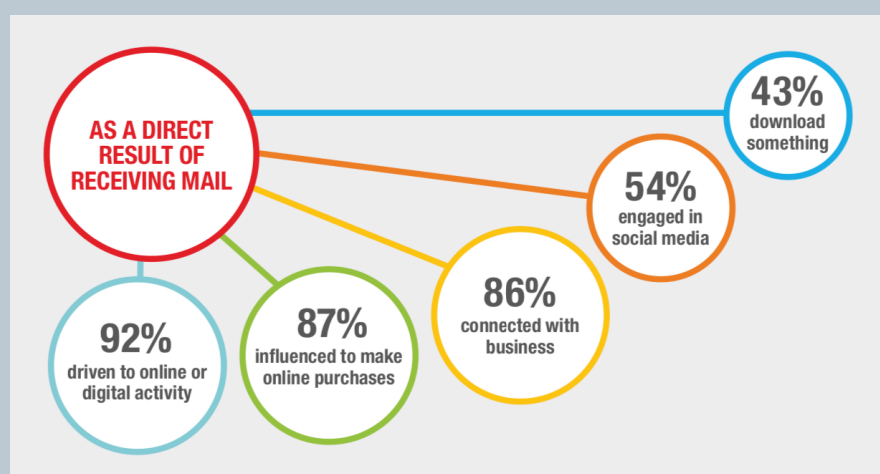 AS A DIRECT
RESULT OF
RECEIVING MAIL
43%
download
something
54%
engaged in
social media
86%
connected with
business
87%
influenced to make
online purchases
92%
driven to online or
digital activity